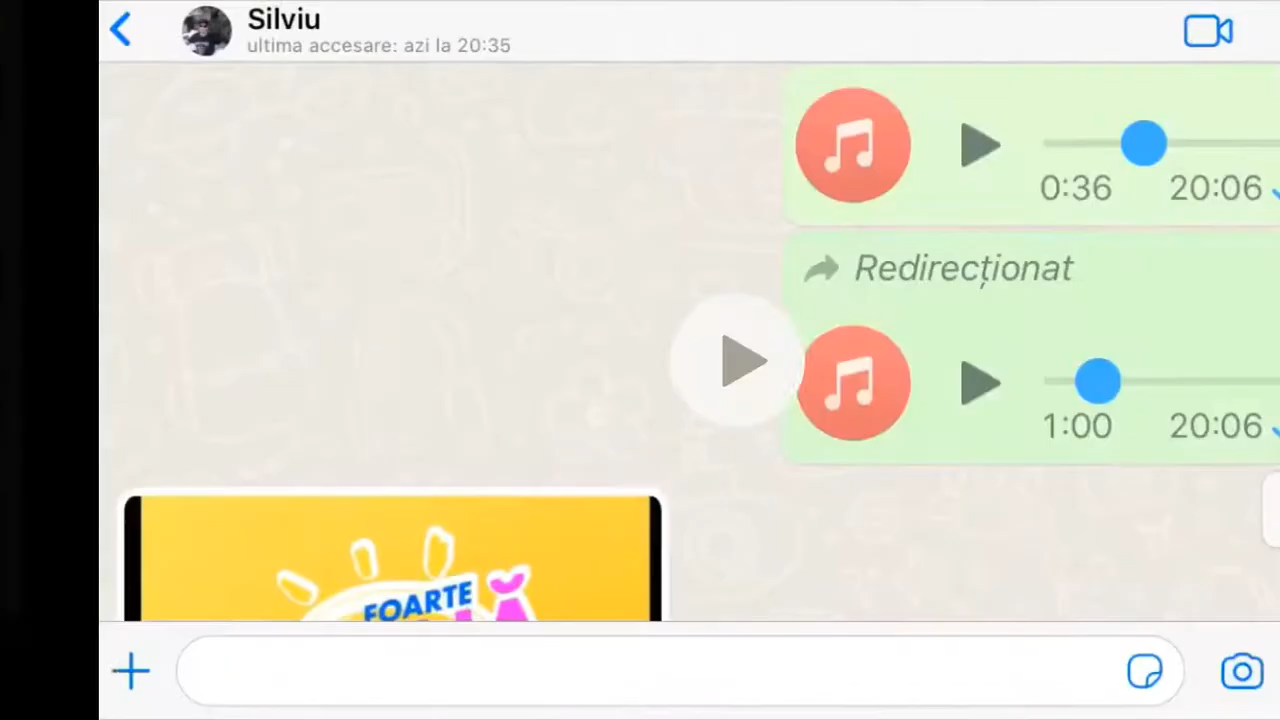 Silviu
ultima accesare: azi la 20:35
0:36 20:06
Redirecționat
1:00 20:06
FOARTE